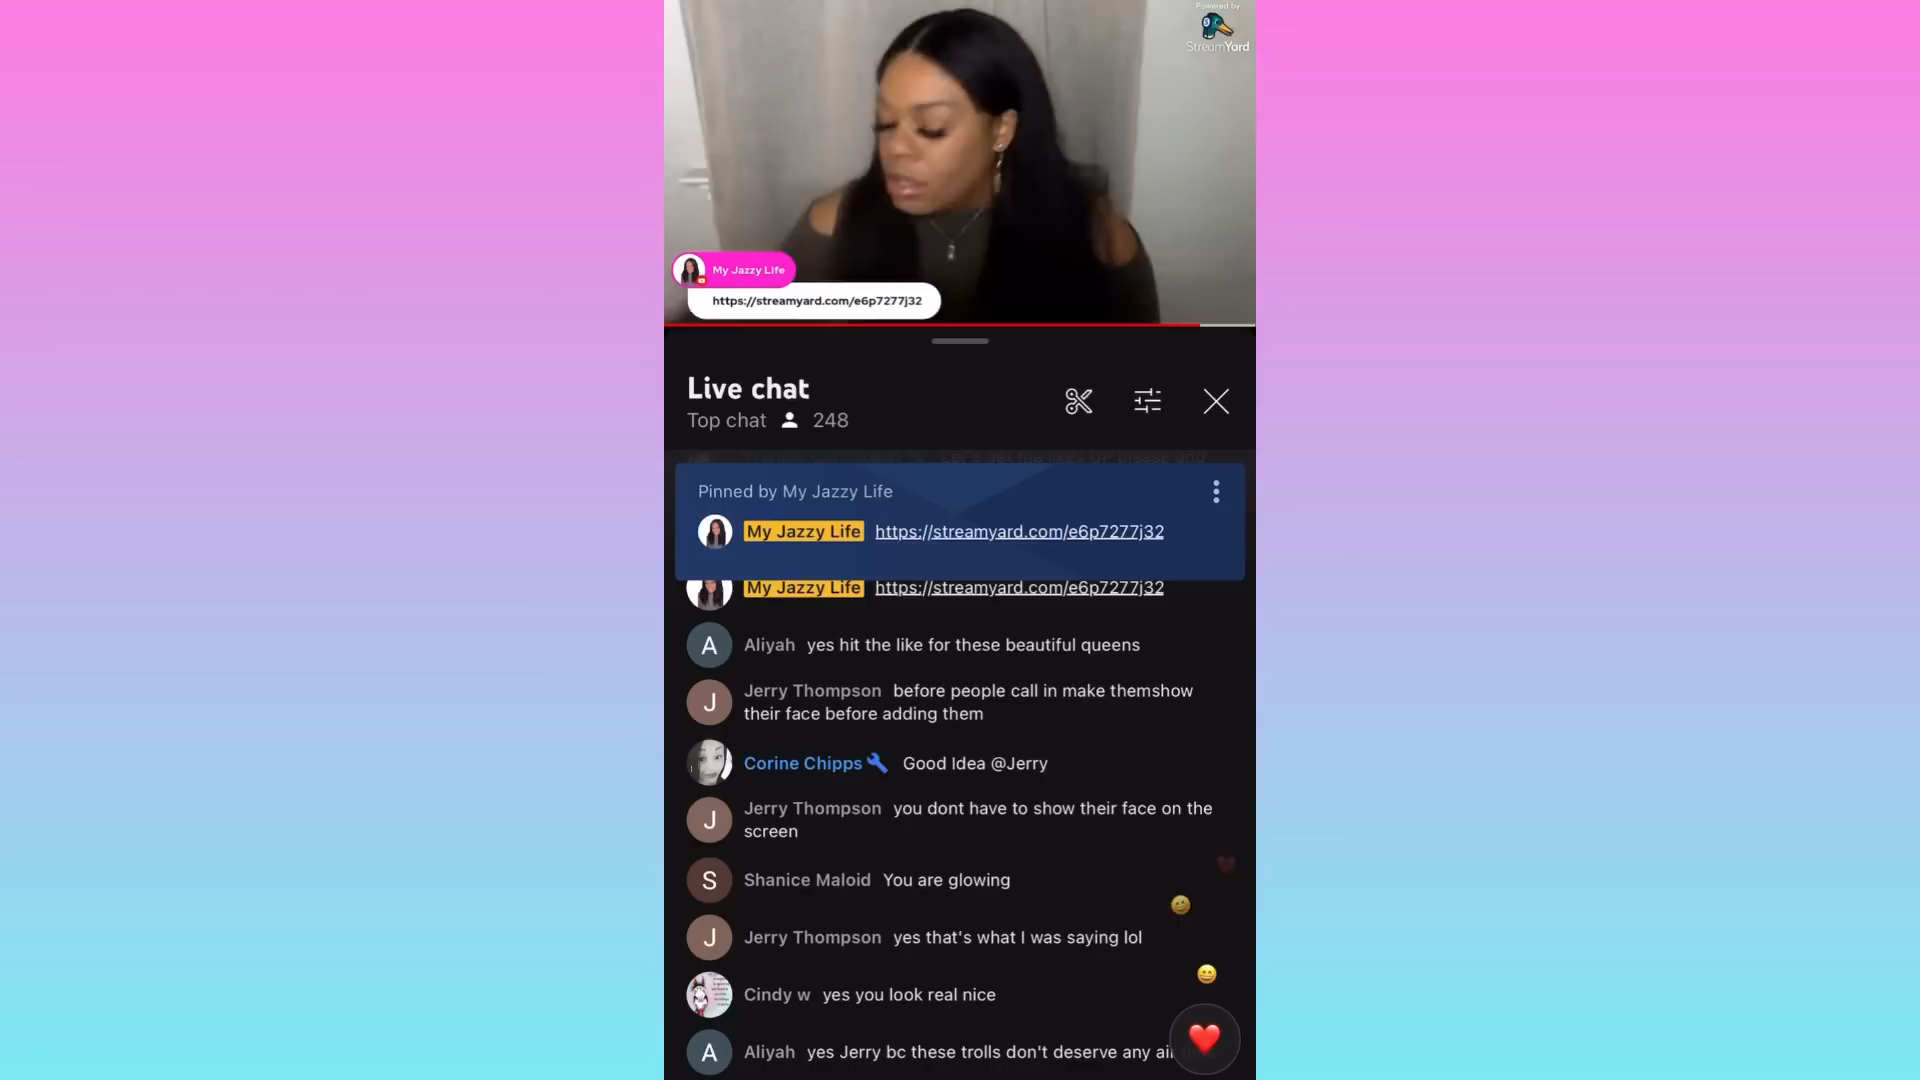 Powered by
StreamYard
My Jazzy Life
https://streamyard.com/e6p7277j32
Live chat
Top chat 248
Pinned by My Jazzy Life
My Jazzy Life https://streamyard.com/e6p7277j32
My Jazzy Life https://streamyard.com/e6p7277j32
A Aliyah yes hit the like for these beautiful queens
J Jerry Thompson before people call in make themshow
their face before adding them
Corine Chipps Good Idea @Jerry
J Jerry Thompson you dont have to show their face on the
screen
S Shanice Maloid You are glowing
J Jerry Thompson yes that's what I was saying lol
Cindy w yes you look real nice
A Aliyah yes Jerry bc these trolls don't deserve any